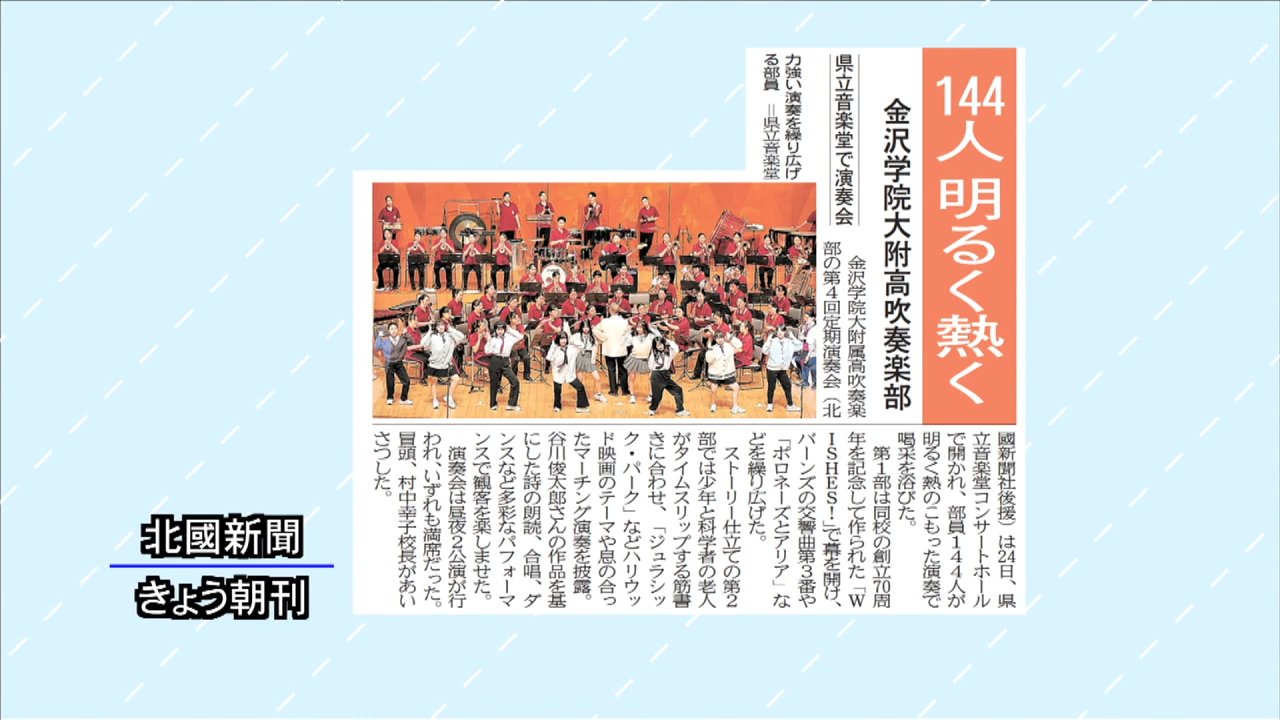 144人 明るく熱く
金沢学院大附高吹奏楽部
県立音楽堂で演奏会
力強い演奏を繰り広げ
る部員 ＝県立音楽堂
金沢学院大附属高吹奏楽
部の第４回定期演奏会（北
國新聞社後援）は24日、県
立音楽堂コンサートホール
で開かれ、部員１４４人が
明るく熱のこもった演奏で
喝采を浴びた。
第１部は同校の創立70周
年を記念して作られた「Ｗ
ＩＳＨＥＳ！」で幕を開け、
バーンズの交響曲第３番や
「ポロネーズとアリア」な
どを繰り広げた。
ストーリー仕立ての第２
部では少年と科学者の老人
がタイムスリップする筋書
きに合わせ、「ジュラシッ
ク・パーク」などハリウッ
ド映画のテーマや息の合っ
たマーチング演奏を披露。
谷川俊太郎さんの作品を基
にした詩の朗読、合唱、ダ
ンスなど多彩なパフォーマ
ンスで観客を楽しませた。
演奏会は昼夜２公演が行
われ、いずれも満席だった。
冒頭、村中幸子校長があい
さつした。
北國新聞
きょう朝刊